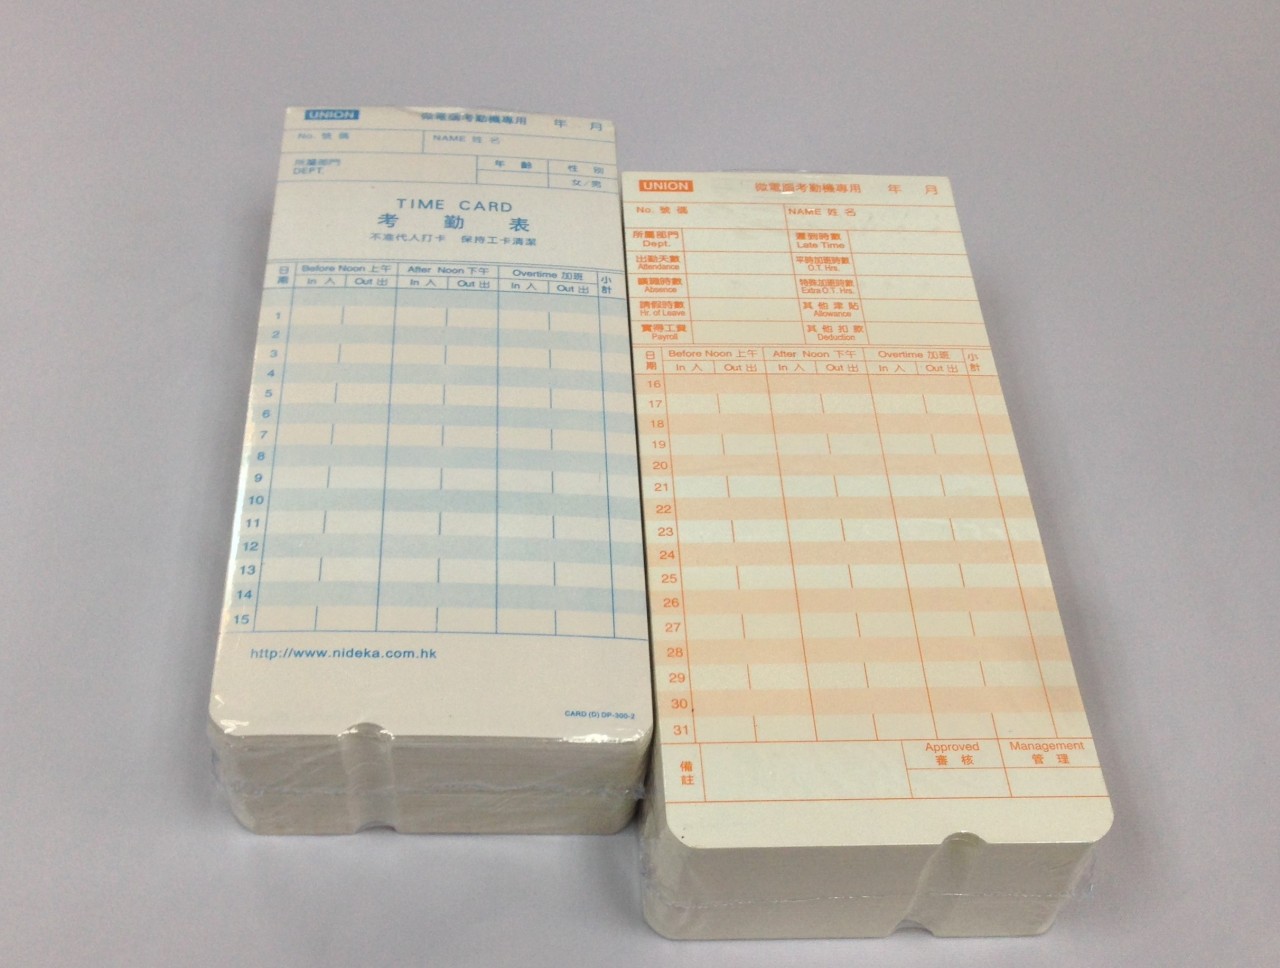 UNION 微電腦考勤機專用 年 月
No. 號碼 NAME 姓名
所屬部門 年齡 性別
DEPT. 女/男
TIME CARD
考勤表
不准代人打卡 保持工卡清潔
日期 Before Noon 上午 After Noon 下午 Overtime 加班 小計
In 入 Out 出 In 入 Out 出 In 入 Out 出
1
2
3
4
5
6
7
8
9
10
11
12
13
14
15
http://www.nideka.com.hk
CARD (D) DP-300-2
UNION 微電腦考勤機專用 年 月
No. 號碼 NAME 姓名
所屬部門 遲到時數
Dept. Late Time
出勤天數 平時加班時數
Attendance O.T. Hrs.
曠職時數 特殊加班時數
Absence Extra O.T. Hrs.
請假時數 其他津貼
Hr. of Leave Allowance
實得工資 其他扣款
Payroll Deduction
日期 Before Noon 上午 After Noon 下午 Overtime 加班 小計
In 入 Out 出 In 入 Out 出 In 入 Out 出
16
17
18
19
20
21
22
23
24
25
26
27
28
29
30
31
備註 Approved Management
審核 管理